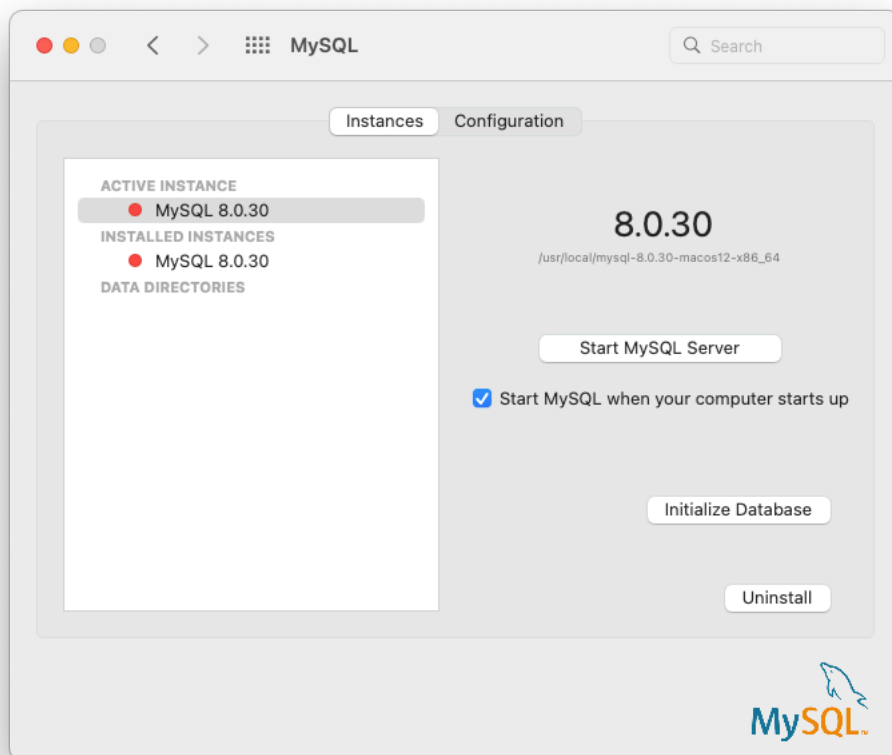 MySQL
Search
Instances
Configuration
ACTIVE INSTANCE
MySQL 8.0.30
INSTALLED INSTANCES
MySQL 8.0.30
DATA DIRECTORIES
8.0.30
/usr/local/mysql-8.0.30-macos12-x86_64
Start MySQL Server
Start MySQL when your computer starts up
Initialize Database
Uninstall
MySQL™